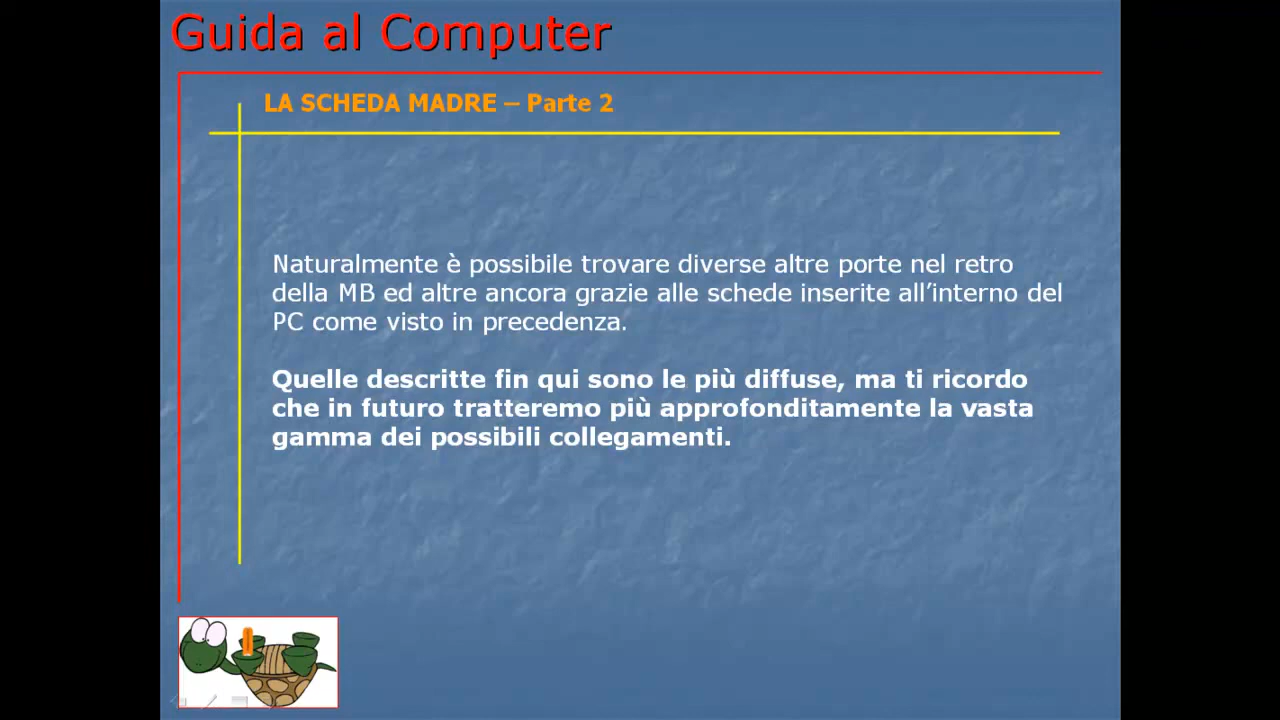 Guida al Computer
LA SCHEDA MADRE – Parte 2
Naturalmente è possibile trovare diverse altre porte nel retro
della MB ed altre ancora grazie alle schede inserite all’interno del
PC come visto in precedenza.
Quelle descritte fin qui sono le più diffuse, ma ti ricordo
che in futuro tratteremo più approfonditamente la vasta
gamma dei possibili collegamenti.